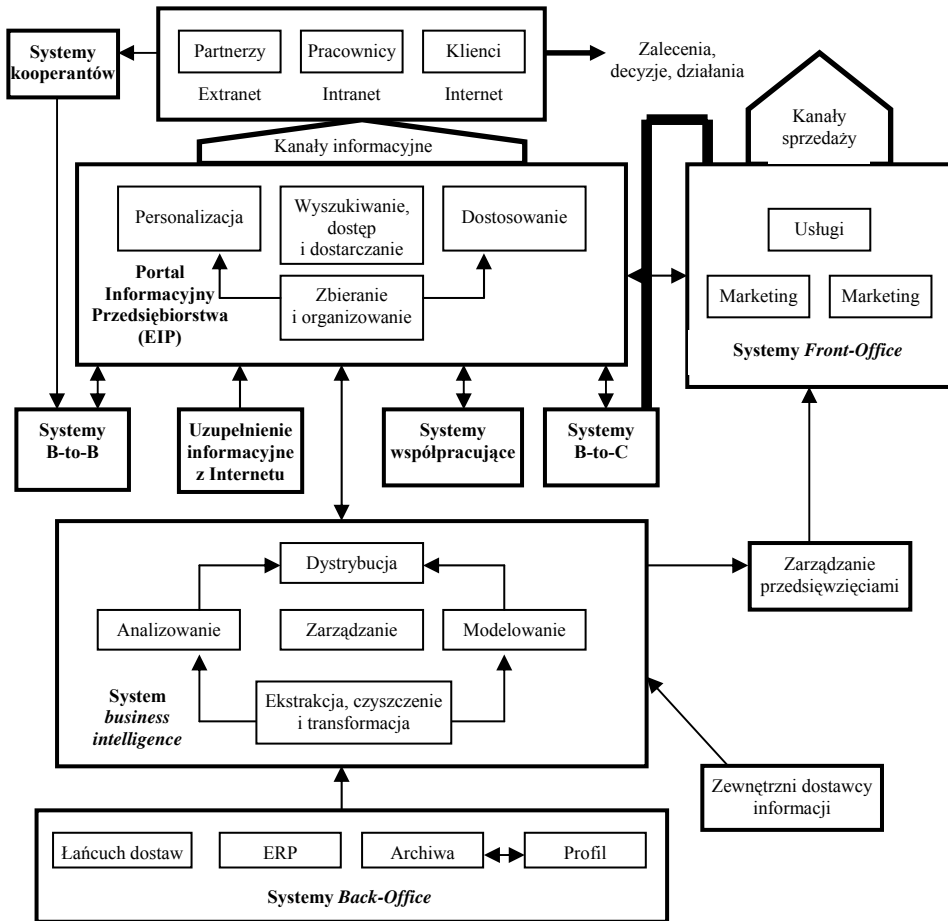 Systemy
kooperantów
Partnerzy
Pracownicy
Klienci
Extranet
Intranet
Internet
Zalecenia,
decyzje, działania
Kanały
sprzedaży
Kanały informacyjne
Personalizacja
Wyszukiwanie,
dostęp
i dostarczanie
Dostosowanie
Portal
Informacyjny
Przedsiębiorstwa
(EIP)
Zbieranie
i organizowanie
Usługi
Marketing
Marketing
Systemy Front-Office
Systemy
B-to-B
Uzupełnienie
informacyjne
z Internetu
Systemy
współpracujące
Systemy
B-to-C
Dystrybucja
Analizowanie
Zarządzanie
Modelowanie
Ekstrakcja, czyszczenie
i transformacja
System
business
intelligence
Zarządzanie
przedsięwzięciami
Zewnętrzni dostawcy
informacji
Łańcuch dostaw
ERP
Archiwa
Profil
Systemy Back-Office